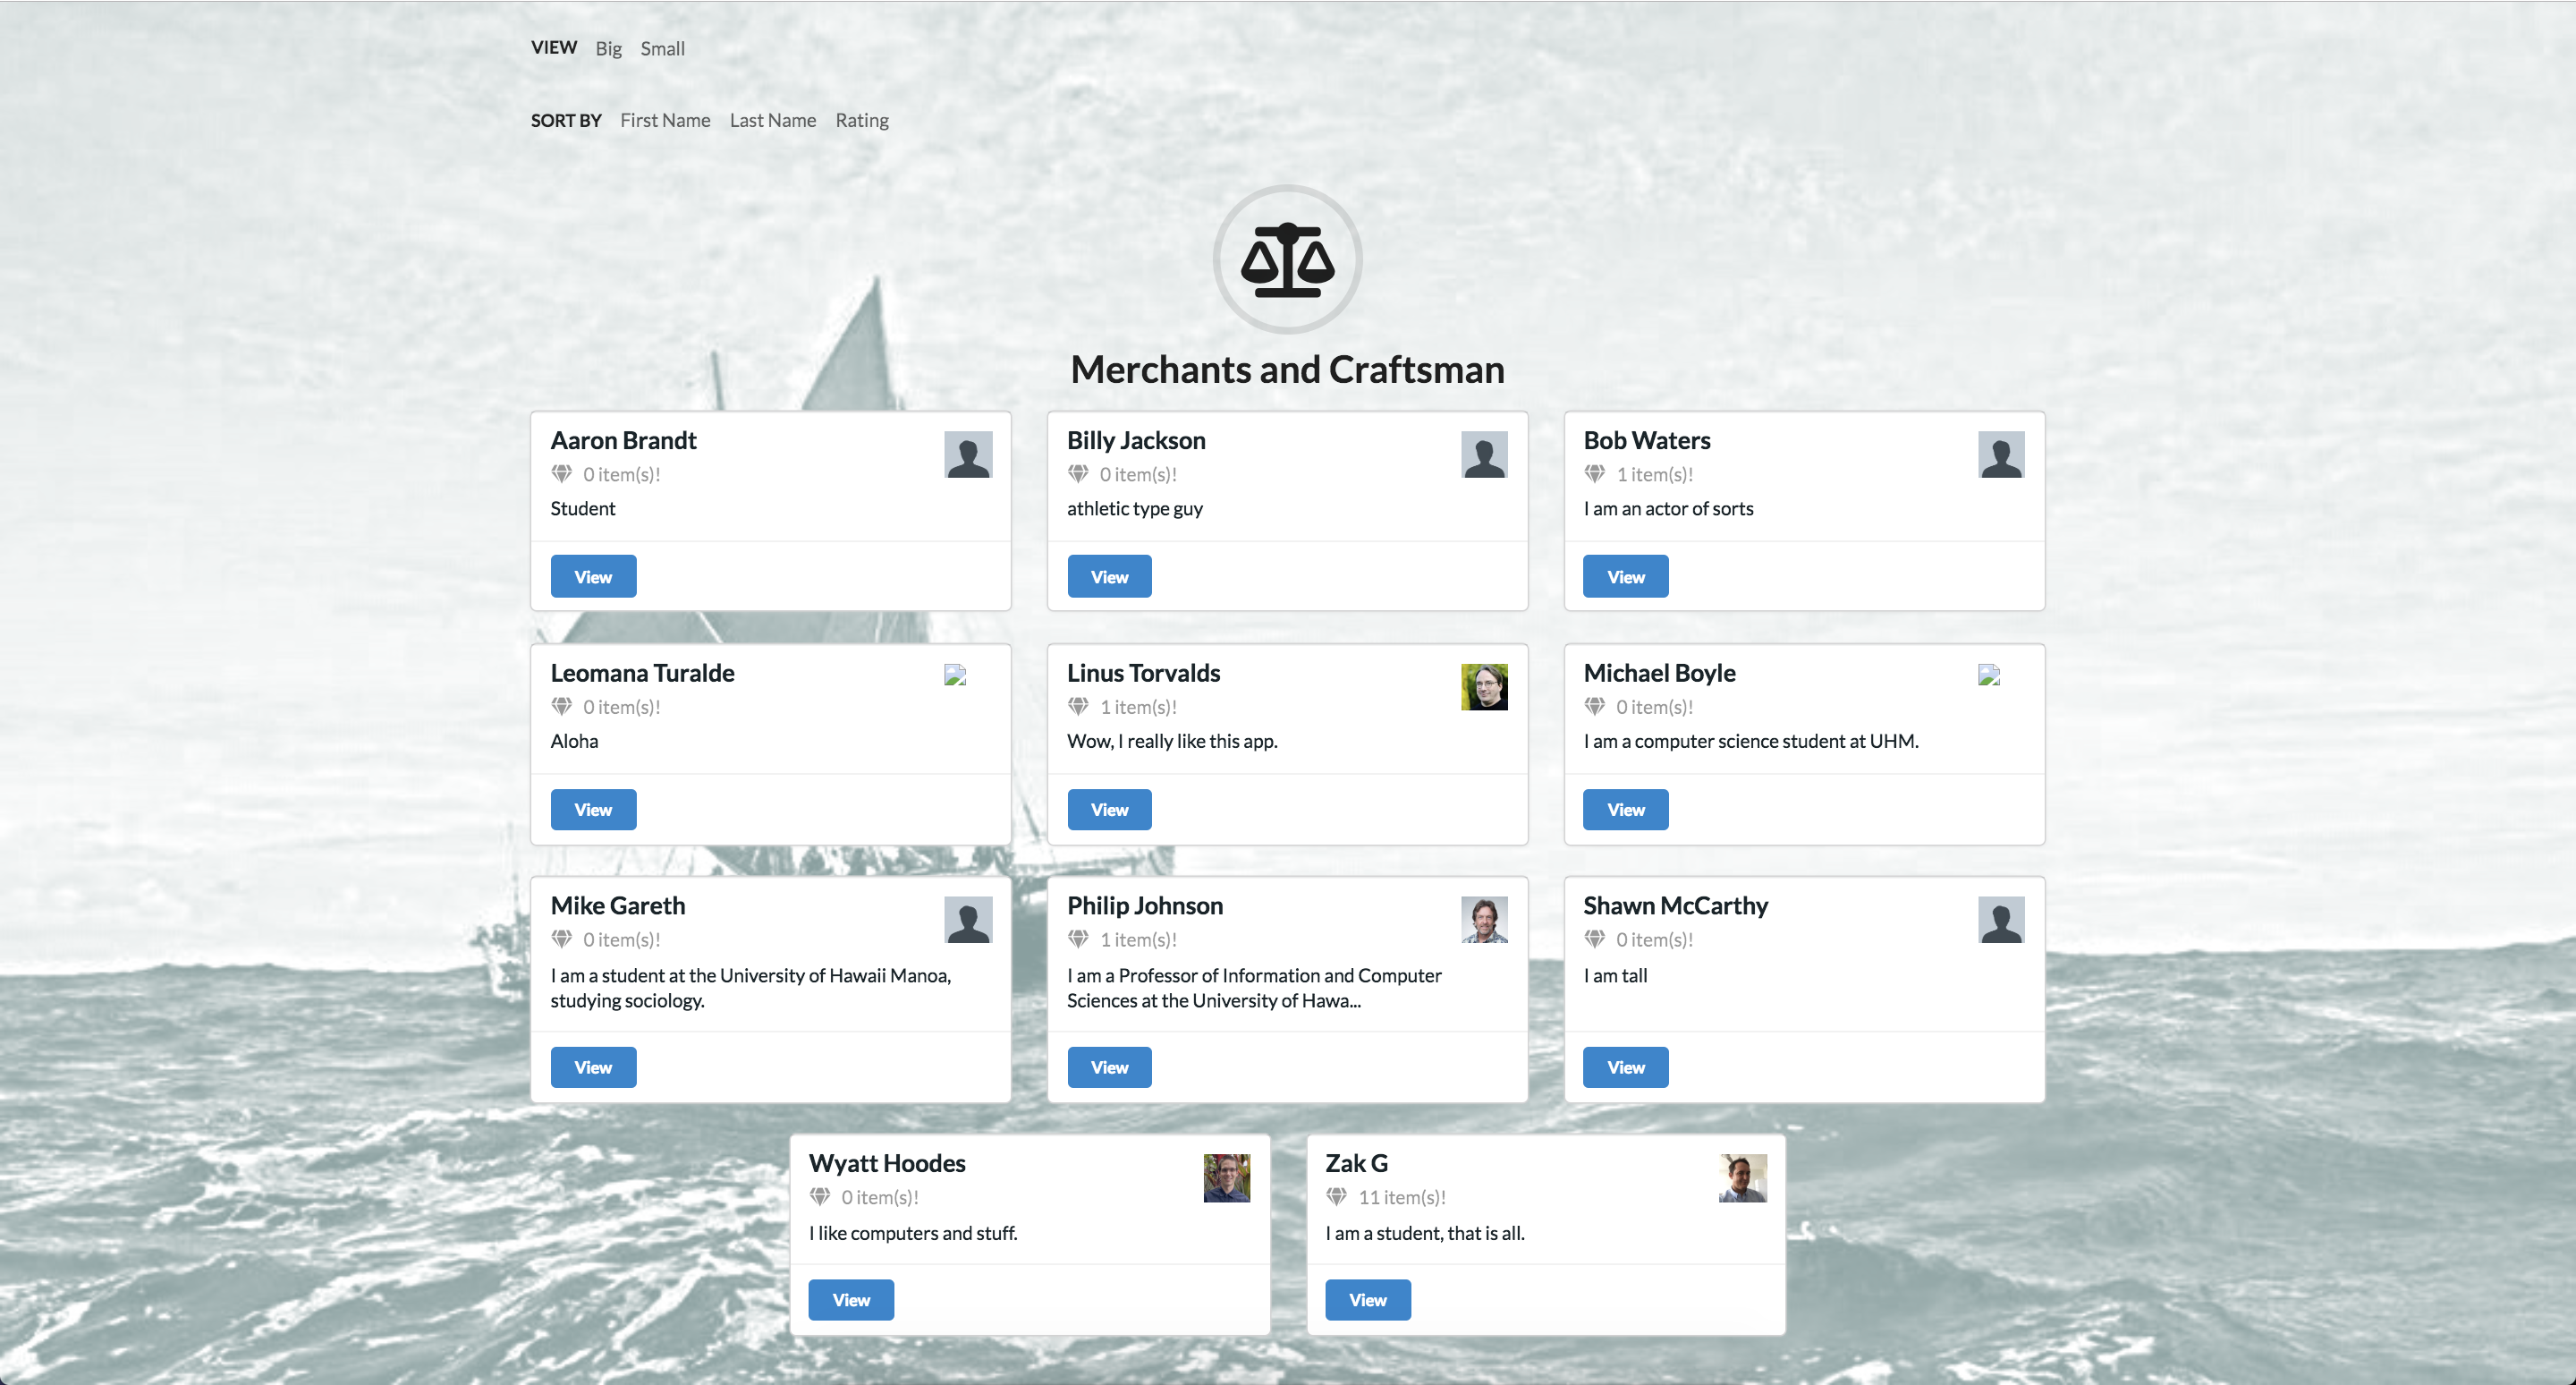 VIEW Big Small
SORT BY First Name Last Name Rating
Merchants and Craftsman
Aaron Brandt
0 item(s)!
Student
View
Billy Jackson
0 item(s)!
athletic type guy
View
Bob Waters
1 item(s)!
I am an actor of sorts
View
Leomana Turalde
0 item(s)!
Aloha
View
Linus Torvalds
1 item(s)!
Wow, I really like this app.
View
Michael Boyle
0 item(s)!
I am a computer science student at UHM.
View
Mike Gareth
0 item(s)!
I am a student at the University of Hawaii Manoa,
studying sociology.
View
Philip Johnson
1 item(s)!
I am a Professor of Information and Computer
Sciences at the University of Hawa...
View
Shawn McCarthy
0 item(s)!
I am tall
View
Wyatt Hoodes
0 item(s)!
I like computers and stuff.
View
Zak G
11 item(s)!
I am a student, that is all.
View